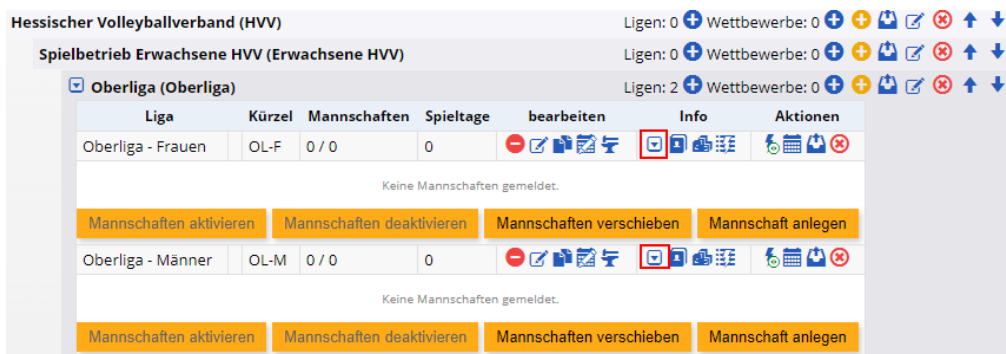 Hessischer Volleyballverband (HVV) Ligen: 0 Wettbewerbe: 0
Spielbetrieb Erwachsene HVV (Erwachsene HVV) Ligen: 0 Wettbewerbe: 0
Oberliga (Oberliga) Ligen: 2 Wettbewerbe: 0
Liga Kürzel Mannschaften Spieltage bearbeiten Info Aktionen
Oberliga - Frauen OL-F 0 / 0 0
Keine Mannschaften gemeldet.
Mannschaften aktivieren Mannschaften deaktivieren Mannschaften verschieben Mannschaft anlegen
Oberliga - Männer OL-M 0 / 0 0
Keine Mannschaften gemeldet.
Mannschaften aktivieren Mannschaften deaktivieren Mannschaften verschieben Mannschaft anlegen